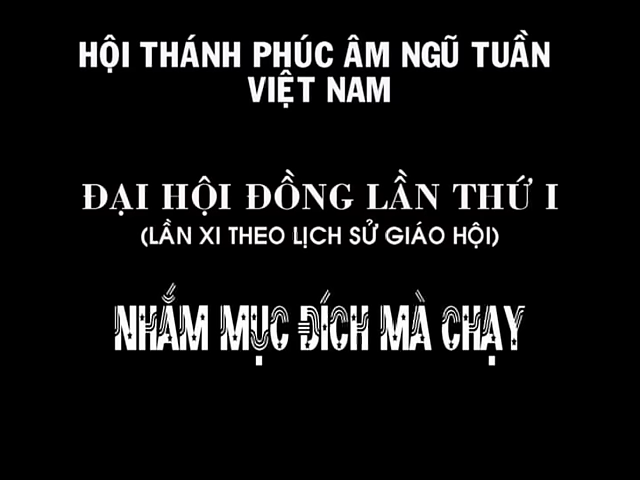 HỘI THÁNH PHÚC ÂM NGŨ TUẦN
VIỆT NAM
ĐẠI HỘI ĐỒNG LẦN THỨ I
(LẦN XI THEO LỊCH SỬ GIÁO HỘI)
NHẮM MỤC ĐÍCH MÀ CHẠY